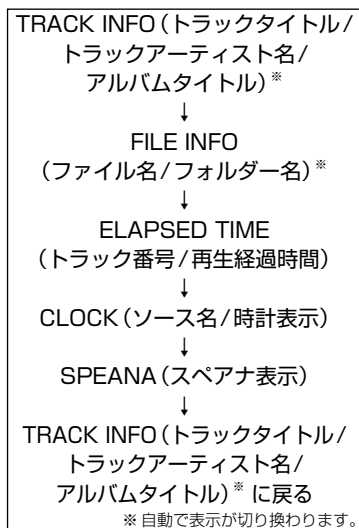 TRACK INFO(トラックタイトル/
トラックアーティスト名/
アルバムタイトル)※
↓
FILE INFO
(ファイル名/フォルダー名)※
↓
ELAPSED TIME
(トラック番号/再生経過時間)
↓
CLOCK(ソース名/時計表示)
↓
SPEANA(スペアナ表示)
↓
TRACK INFO(トラックタイトル/
トラックアーティスト名/
アルバムタイトル)※ に戻る
※ 自動で表示が切り換わります。